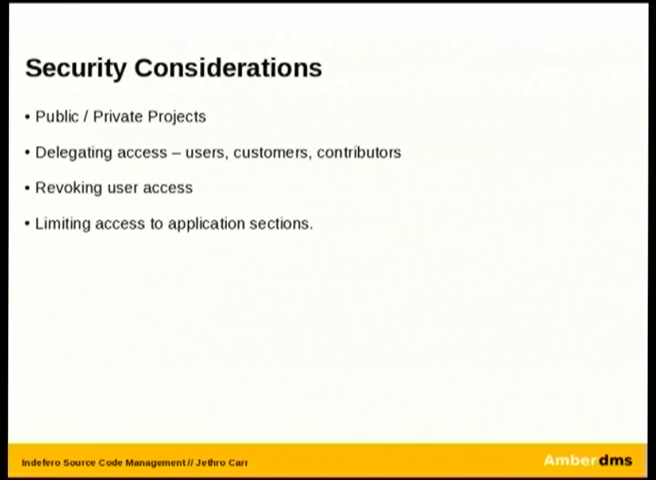 Security Considerations
• Public / Private Projects
• Delegating access – users, customers, contributors
• Revoking user access
• Limiting access to application sections.
Indefero Source Code Management // Jethro Carr
Amberdms